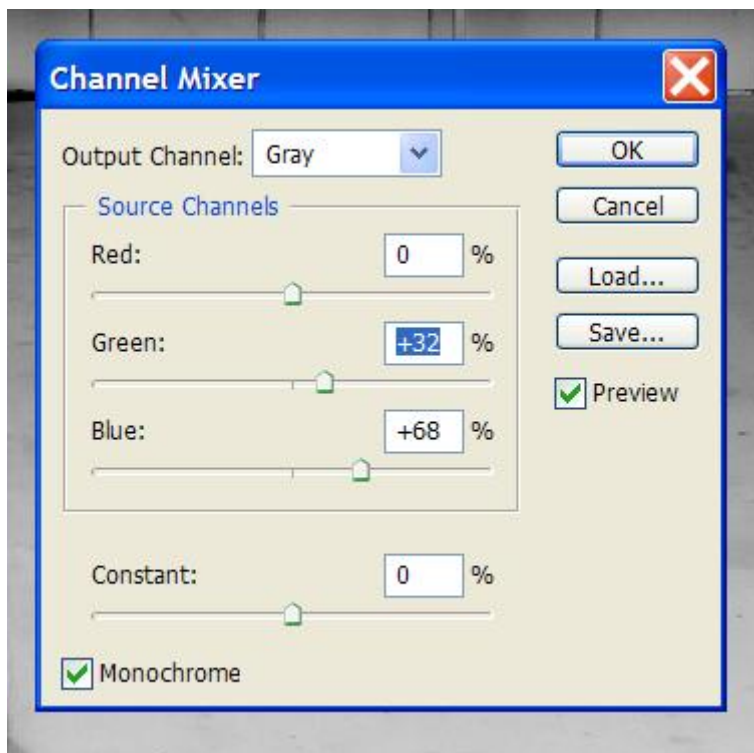 Channel Mixer
Output Channel: Gray
OK
Source Channels
Cancel
Red: 0 %
Load...
Green: +32 %
Save...
Preview
Blue: +68 %
Constant: 0 %
Monochrome